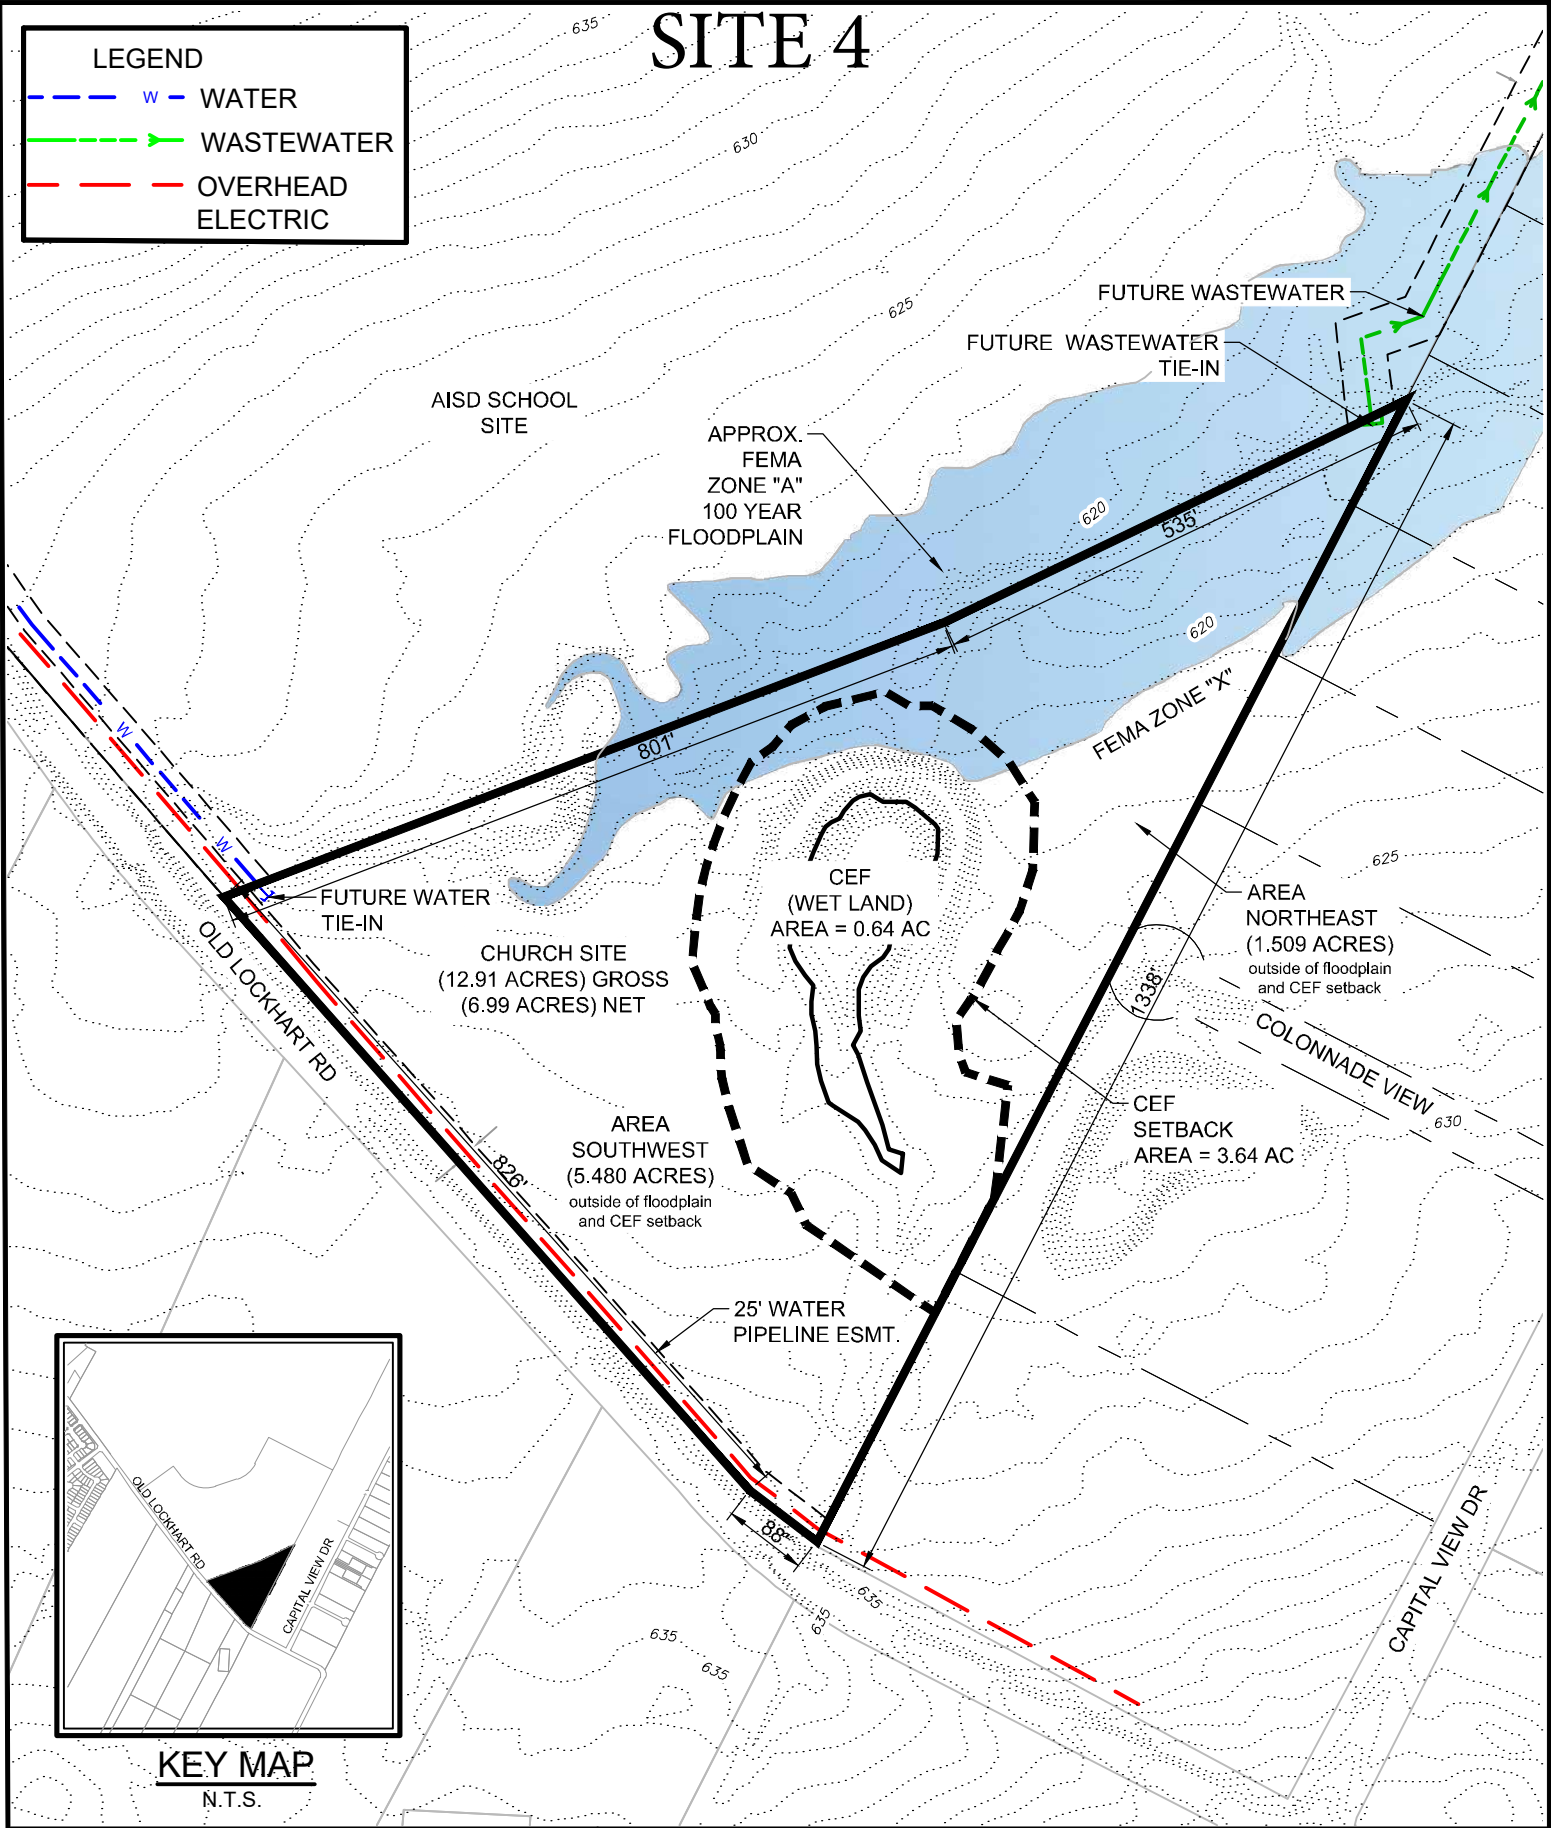 SITE 4
LEGEND
W WATER
WASTEWATER
OVERHEAD
ELECTRIC
635
630
625
FUTURE WASTEWATER
FUTURE WASTEWATER
TIE-IN
AISD SCHOOL
SITE
APPROX.
FEMA
ZONE "A"
100 YEAR
FLOODPLAIN
620
535'
620
FEMA ZONE "X"
W
801'
W
625
CEF
(WET LAND)
AREA = 0.64 AC
FUTURE WATER
TIE-IN
AREA
NORTHEAST
(1.509 ACRES)
outside of floodplain
and CEF setback
OLD LOCKHART RD
CHURCH SITE
(12.91 ACRES) GROSS
(6.99 ACRES) NET
1338'
COLONNADE VIEW
630
CEF
SETBACK
AREA = 3.64 AC
AREA
SOUTHWEST
(5.480 ACRES)
outside of floodplain
and CEF setback
826'
25' WATER
PIPELINE ESMT.
88'
635
635
635
635
CAPITAL VIEW DR
OLD LOCKHART RD
CAPITAL VIEW DR
KEY MAP
N.T.S.